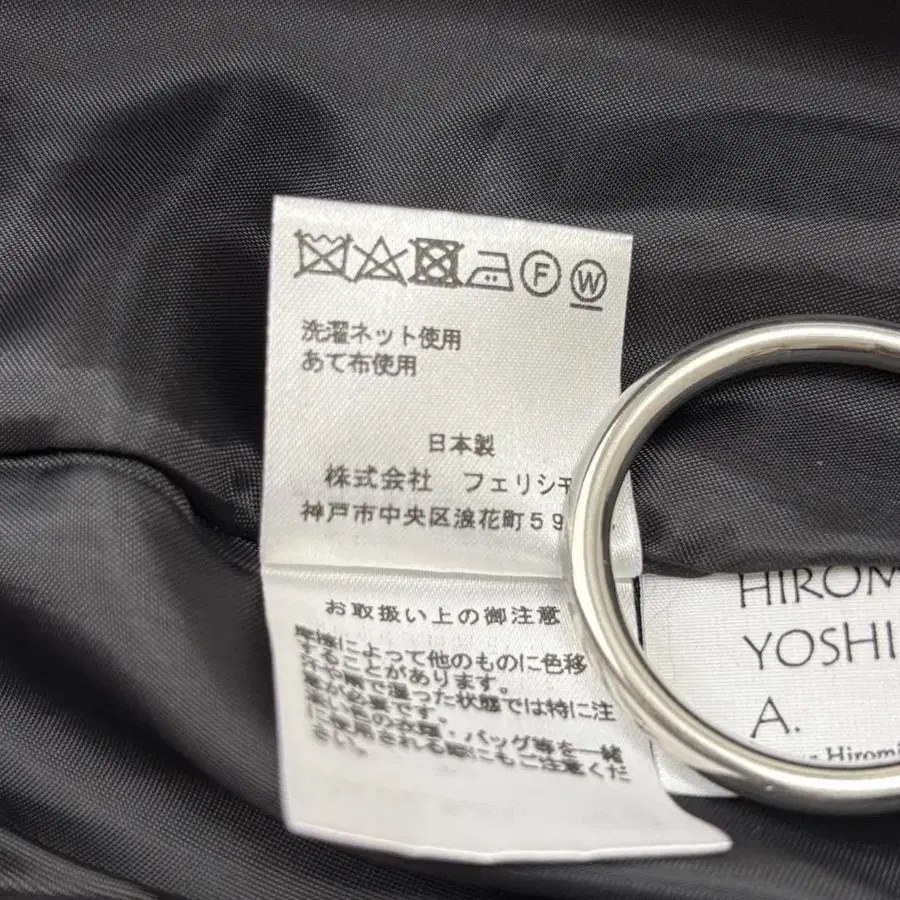 F W
洗濯ネット使用
あて布使用
日本製
株式会社 フェリシモ
神戸市中央区浪花町59
お取扱い上の御注意
摩擦によって他のものに色移
することがあります。
汗や雨で湿った状態では特に注
意が必要です。
ご使用の衣類・バッグ等を一緒
に使用される際にもご注意くだ
さい。
HIROM
YOSHI
A.
Hiromi